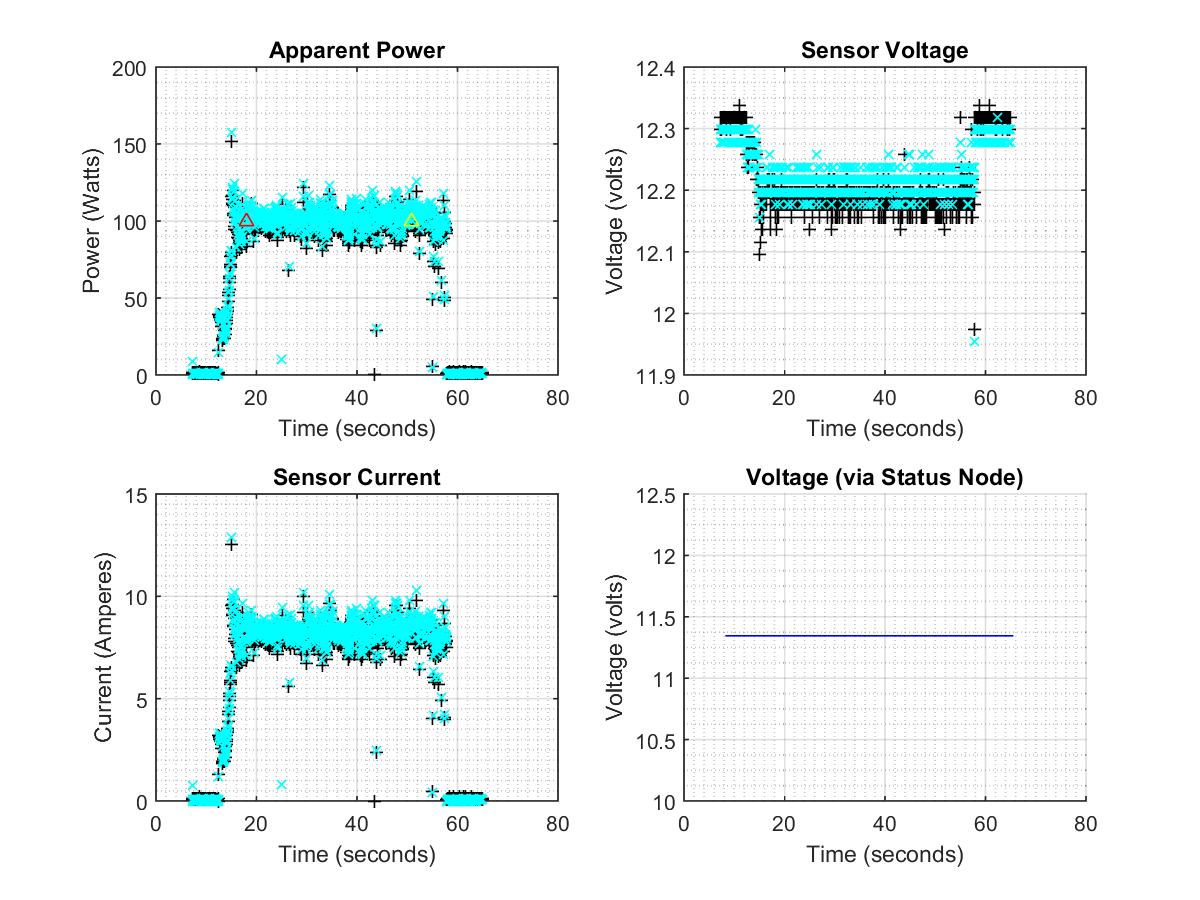 Apparent Power
200
150
100
50
0
Power (Watts)
0 20 40 60 80
Time (seconds)
Sensor Voltage
12.4
12.3
12.2
12.1
12
11.9
Voltage (volts)
0 20 40 60 80
Time (seconds)
Sensor Current
15
10
5
0
Current (Amperes)
0 20 40 60 80
Time (seconds)
Voltage (via Status Node)
12.5
12
11.5
11
10.5
10
Voltage (volts)
0 20 40 60 80
Time (seconds)